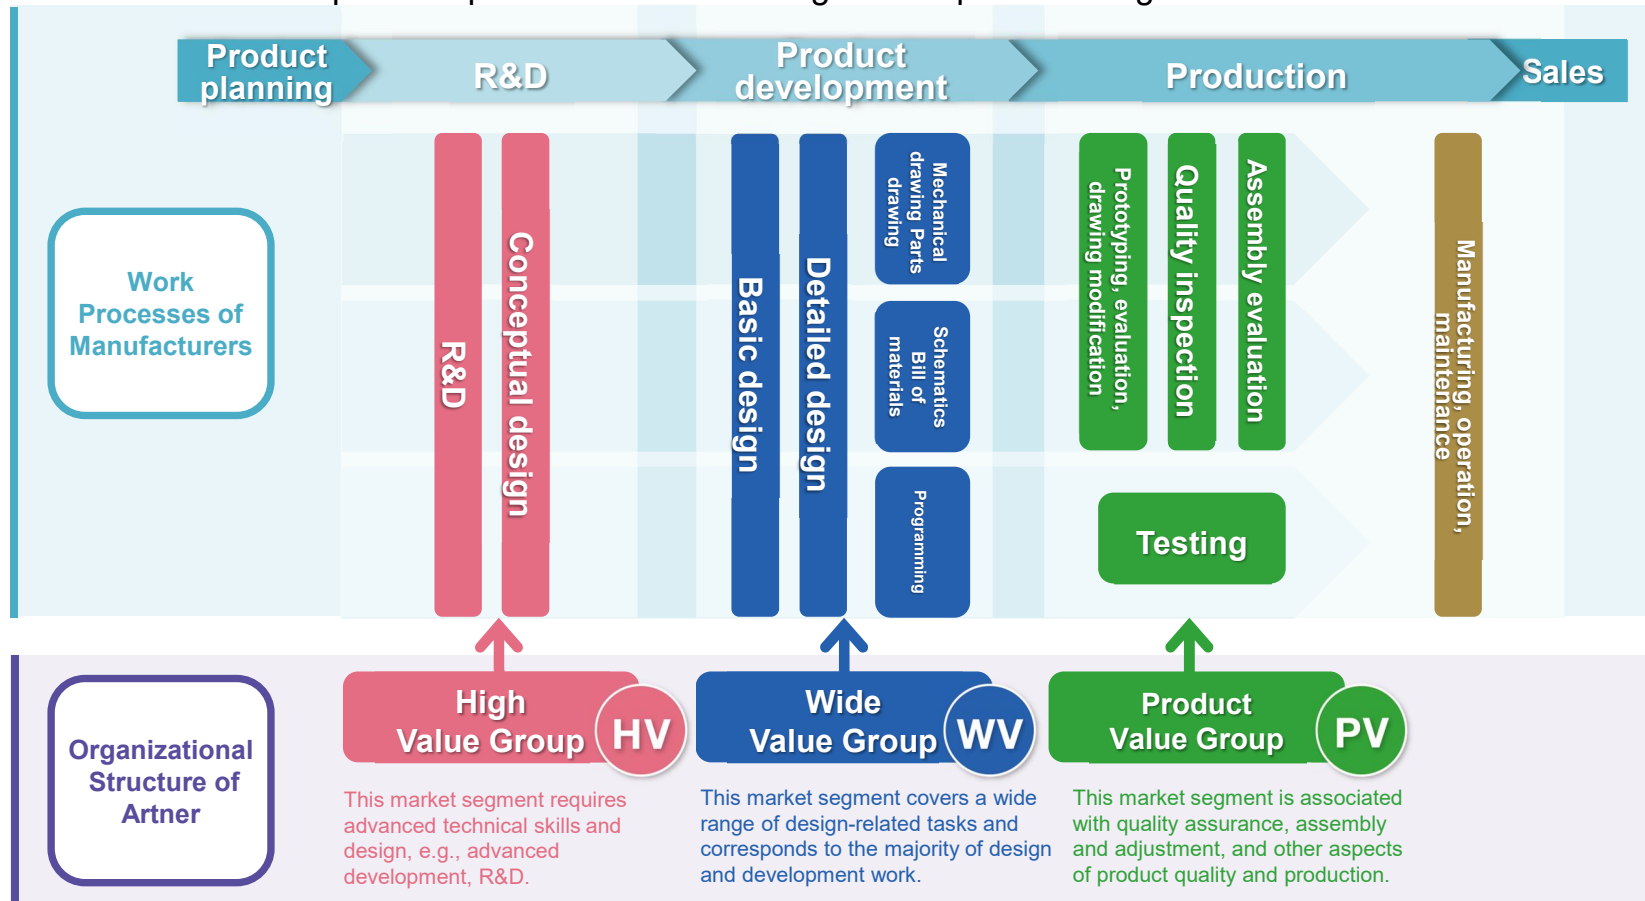 Product
planning
R&D
Product
development
Production
Sales
Work
Processes of
Manufacturers
R&D
Conceptual design
Basic design
Detailed design
Mechanical
drawing Parts
drawing
Schematics
Bill of
materials
Programming
Prototyping, evaluation,
drawing modification
Quality inspection
Assembly evaluation
Testing
Manufacturing, operation,
maintenance
Organizational
Structure of
Artner
High
Value Group
HV
This market segment requires
advanced technical skills and
design, e.g., advanced
development, R&D.
Wide
Value Group
WV
This market segment covers a wide
range of design-related tasks and
corresponds to the majority of design
and development work.
Product
Value Group
PV
This market segment is associated
with quality assurance, assembly
and adjustment, and other aspects
of product quality and production.